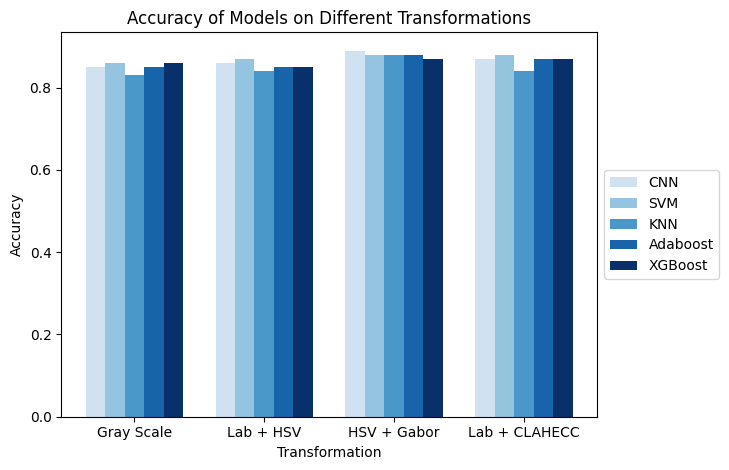 Accuracy of Models on Different Transformations
Accuracy
0.8
0.6
0.4
0.2
0.0
Gray Scale
Lab + HSV
HSV + Gabor
Lab + CLAHECC
Transformation
CNN
SVM
KNN
Adaboost
XGBoost